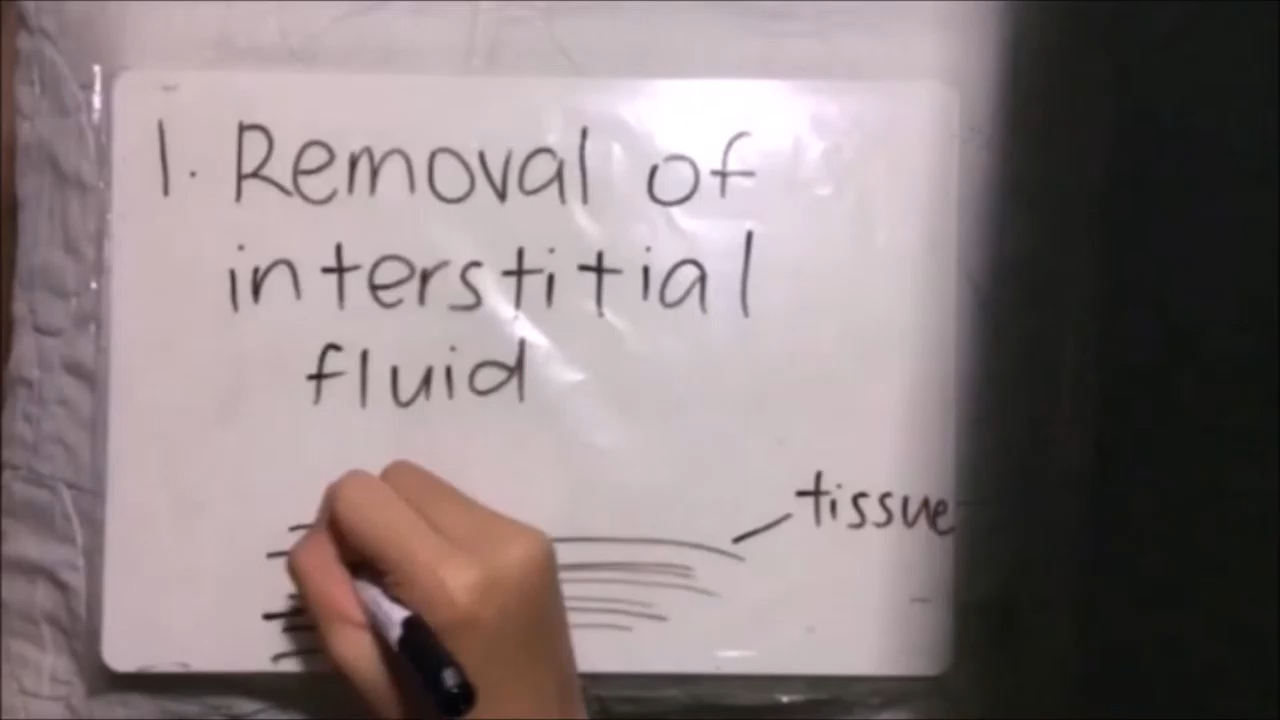 1. Removal of
interstitial
fluid
tissue